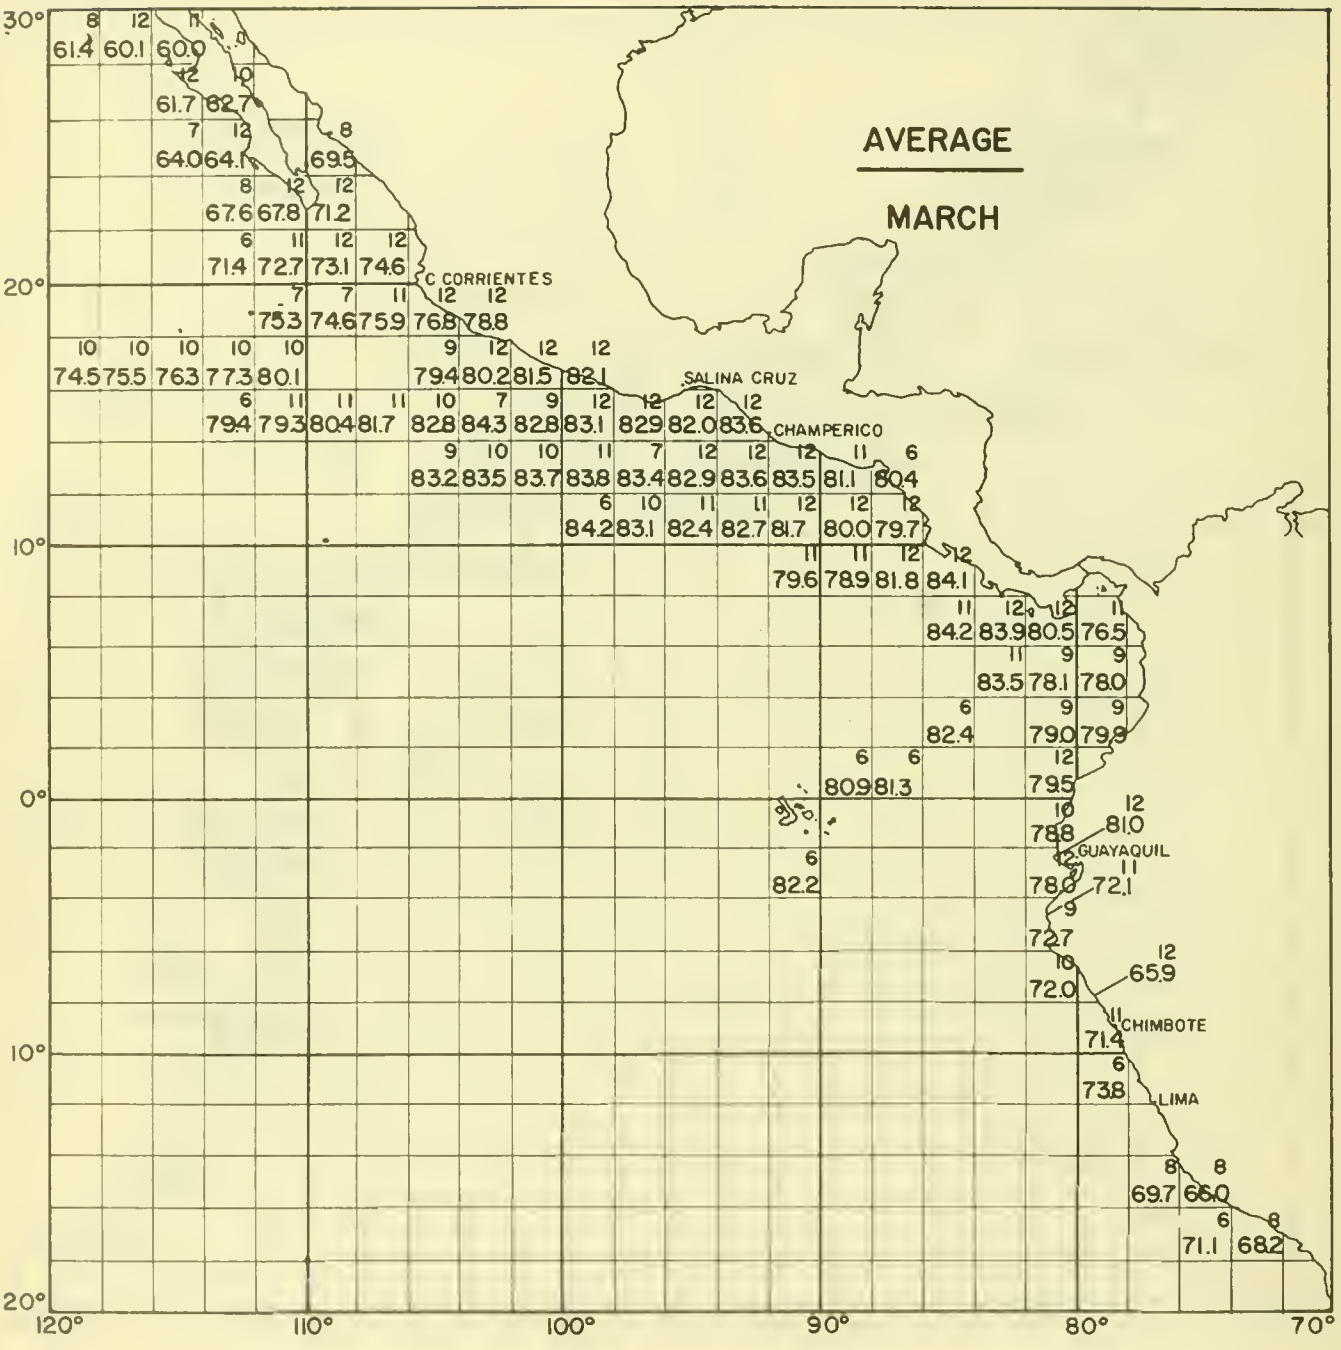 30° 8 12 11
61.4 60.1 60.0
12 10
61.7 62.7
AVERAGE
7 12 8
64.0 64.1 69.5
8 12 12
67.6 67.8 71.2
MARCH
6 11 12 12
71.4 72.7 73.1 74.6
20° C CORRIENTES
7 7 11 12 12
75.3 74.6 75.9 76.8 78.8
10 10 10 10 10 9 12 12 12
74.5 75.5 76.3 77.3 80.1 79.4 80.2 81.5 82.1
SALINA CRUZ
6 11 11 11 10 7 9 12 12 12 12
79.4 79.3 80.4 81.7 82.8 84.3 82.8 83.1 82.9 82.0 83.6
CHAMPERICO
9 10 10 11 7 12 12 12 11 6
83.2 83.5 83.7 83.8 83.4 82.9 83.6 83.5 81.1 80.4
6 10 11 11 12 12 12
84.2 83.1 82.4 82.7 81.7 80.0 79.7
10°
11 11 12 12
79.6 78.9 81.8 84.1
11 12 12 11
84.2 83.9 80.5 76.5
11 9 9
83.5 78.1 78.0
6 9 9
82.4 79.0 79.9
6 6 12
80.9 81.3 79.5
0°
10 12
78.8 81.0
6 12 GUAYAQUIL
11
82.2 78.0 72.1
9
72.7
10 12
72.0 65.9
11 CHIMBOTE
71.4
10°
6
73.8
LIMA
8 8
69.7 66.0
6 8
71.1 68.2
20°
120° 110° 100° 90° 80° 70°